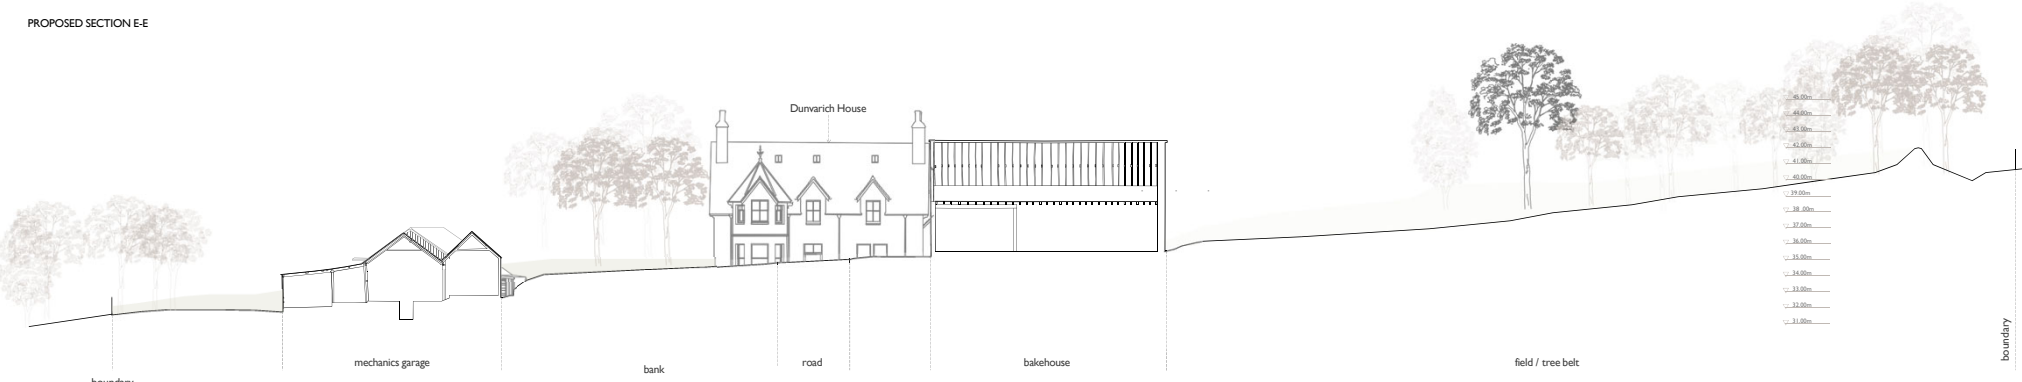 PROPOSED SECTION E-E
Dunvarich House
45.00m
44.00m
43.00m
42.00m
41.00m
40.00m
39.00m
38.00m
37.00m
36.00m
35.00m
34.00m
33.00m
32.00m
31.00m
boundary
mechanics garage
bank
road
bakehouse
field / tree belt
boundary